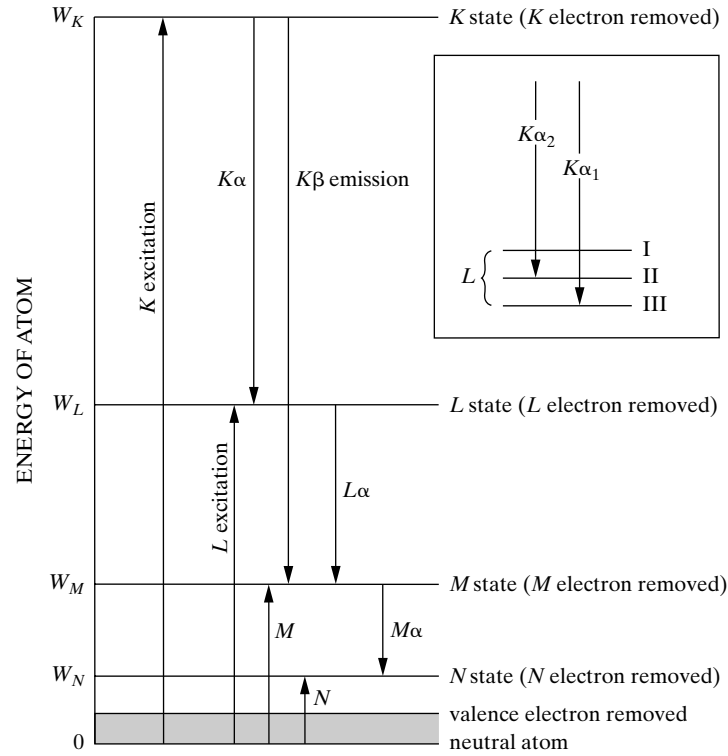 W_K
K state (K electron removed)
Kα
Kβ emission
K excitation
Kα₂
Kα₁
L
I
II
III
ENERGY OF ATOM
W_L
L state (L electron removed)
L excitation
Lα
W_M
M state (M electron removed)
M
Mα
W_N
N state (N electron removed)
N
valence electron removed
0
neutral atom